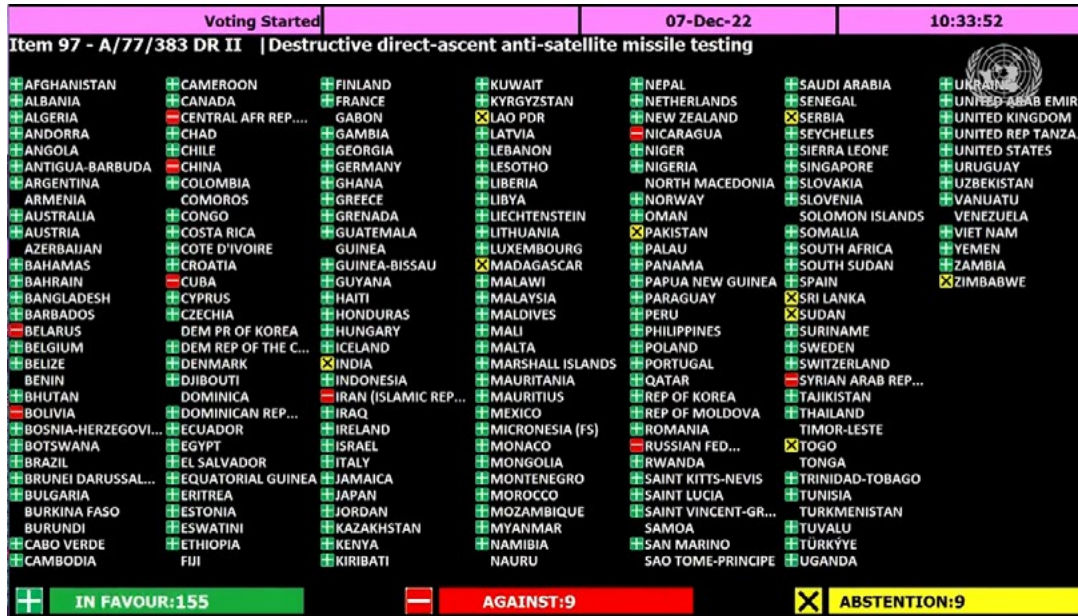 Voting Started 07-Dec-22 10:33:52
Item 97 - A/77/383 DR II |Destructive direct-ascent anti-satellite missile testing
AFGHANISTAN
ALBANIA
ALGERIA
ANDORRA
ANGOLA
ANTIGUA-BARBUDA
ARGENTINA
ARMENIA
AUSTRALIA
AUSTRIA
AZERBAIJAN
BAHAMAS
BAHRAIN
BANGLADESH
BARBADOS
BELARUS
BELGIUM
BELIZE
BENIN
BHUTAN
BOLIVIA
BOSNIA-HERZEGOVI...
BOTSWANA
BRAZIL
BRUNEI DARUSSAL...
BULGARIA
BURKINA FASO
BURUNDI
CABO VERDE
CAMBODIA
CAMEROON
CANADA
CENTRAL AFR REP....
CHAD
CHILE
CHINA
COLOMBIA
COMOROS
CONGO
COSTA RICA
COTE D'IVOIRE
CROATIA
CUBA
CYPRUS
CZECHIA
DEM PR OF KOREA
DEM REP OF THE C...
DENMARK
DJIBOUTI
DOMINICA
DOMINICAN REP...
ECUADOR
EGYPT
EL SALVADOR
EQUATORIAL GUINEA
ERITREA
ESTONIA
ESWATINI
ETHIOPIA
FIJI
FINLAND
FRANCE
GABON
GAMBIA
GEORGIA
GERMANY
GHANA
GREECE
GRENADA
GUATEMALA
GUINEA
GUINEA-BISSAU
GUYANA
HAITI
HONDURAS
HUNGARY
ICELAND
INDIA
INDONESIA
IRAN (ISLAMIC REP...
IRAQ
IRELAND
ISRAEL
ITALY
JAMAICA
JAPAN
JORDAN
KAZAKHSTAN
KENYA
KIRIBATI
KUWAIT
KYRGYZSTAN
LAO PDR
LATVIA
LEBANON
LESOTHO
LIBERIA
LIBYA
LIECHTENSTEIN
LITHUANIA
LUXEMBOURG
MADAGASCAR
MALAWI
MALAYSIA
MALDIVES
MALI
MALTA
MARSHALL ISLANDS
MAURITANIA
MAURITIUS
MEXICO
MICRONESIA (FS)
MONACO
MONGOLIA
MONTENEGRO
MOROCCO
MOZAMBIQUE
MYANMAR
NAMIBIA
NAURU
NEPAL
NETHERLANDS
NEW ZEALAND
NICARAGUA
NIGER
NIGERIA
NORTH MACEDONIA
NORWAY
OMAN
PAKISTAN
PALAU
PANAMA
PAPUA NEW GUINEA
PARAGUAY
PERU
PHILIPPINES
POLAND
PORTUGAL
QATAR
REP OF KOREA
REP OF MOLDOVA
ROMANIA
RUSSIAN FED...
RWANDA
SAINT KITTS-NEVIS
SAINT LUCIA
SAINT VINCENT-GR...
SAMOA
SAN MARINO
SAO TOME-PRINCIPE
SAUDI ARABIA
SENEGAL
SERBIA
SEYCHELLES
SIERRA LEONE
SINGAPORE
SLOVAKIA
SLOVENIA
SOLOMON ISLANDS
SOMALIA
SOUTH AFRICA
SOUTH SUDAN
SPAIN
SRI LANKA
SUDAN
SURINAME
SWEDEN
SWITZERLAND
SYRIAN ARAB REP...
TAJIKISTAN
THAILAND
TIMOR-LESTE
TOGO
TONGA
TRINIDAD-TOBAGO
TUNISIA
TURKMENISTAN
TUVALU
TÜRKÝYE
UGANDA
UKRAINE
UNITED ARAB EMIR
UNITED KINGDOM
UNITED REP TANZA.
UNITED STATES
URUGUAY
UZBEKISTAN
VANUATU
VENEZUELA
VIET NAM
YEMEN
ZAMBIA
ZIMBABWE
IN FAVOUR:155 AGAINST:9 ABSTENTION:9